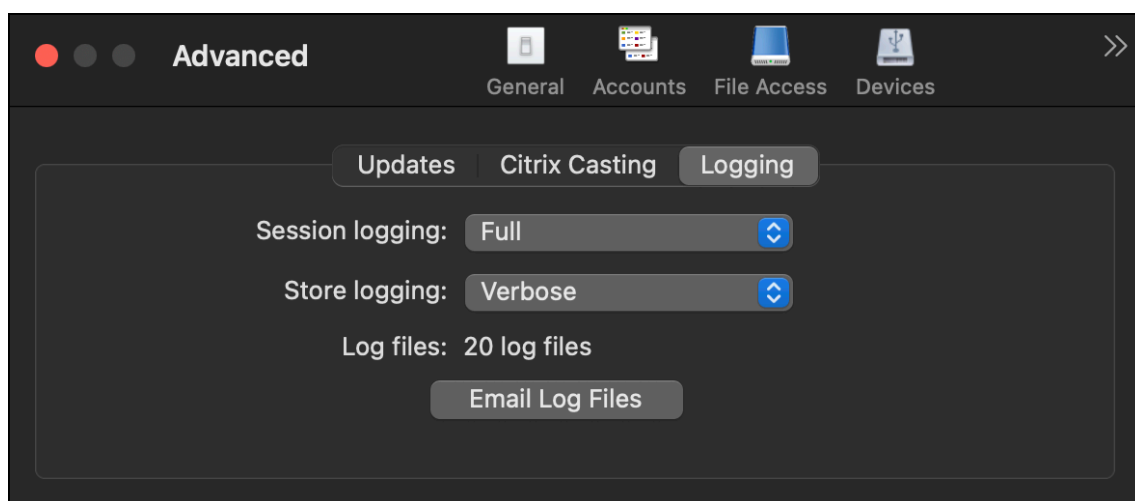 Advanced
General Accounts File Access Devices
Updates Citrix Casting Logging
Session logging: Full
Store logging: Verbose
Log files: 20 log files
Email Log Files